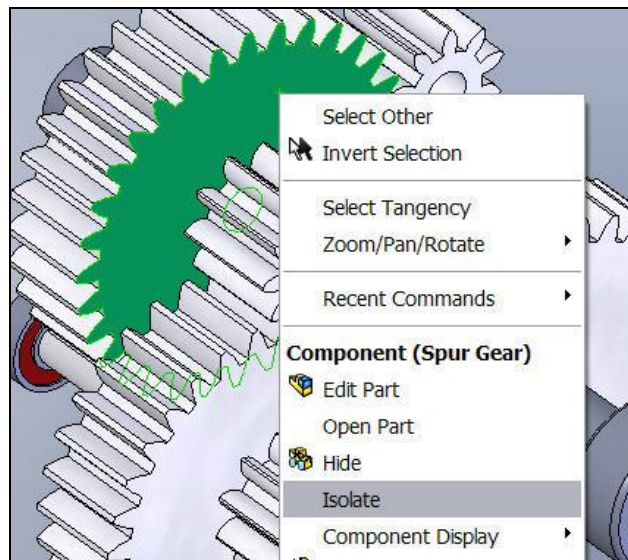 Select Other
Invert Selection
Select Tangency
Zoom/Pan/Rotate
Recent Commands
Component (Spur Gear)
Edit Part
Open Part
Hide
Isolate
Component Display